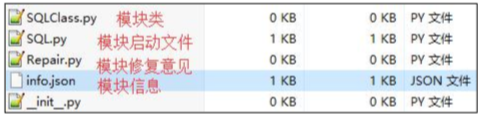 SQLClass.py 模块类 0 KB 0 KB PY 文件
SQL.py 模块启动文件 1 KB 1 KB PY 文件
Repair.py 模块修复意见 0 KB 0 KB PY 文件
info.json 模块信息 1 KB 1 KB JSON 文件
__init__.py 0 KB 0 KB PY 文件